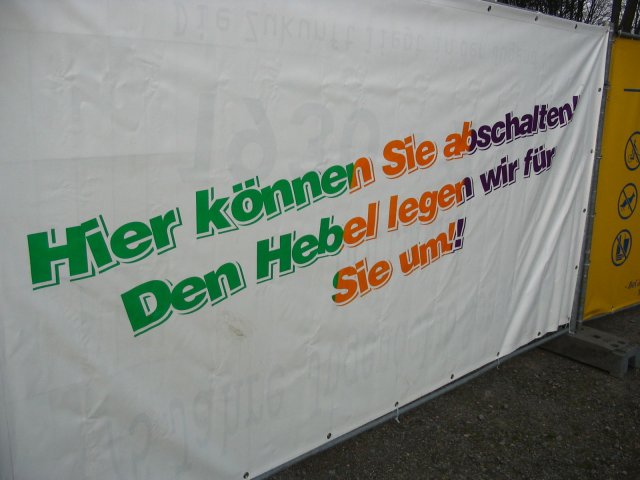 Hier können Sie abschalten!
Den Hebel legen wir für
Sie um!!